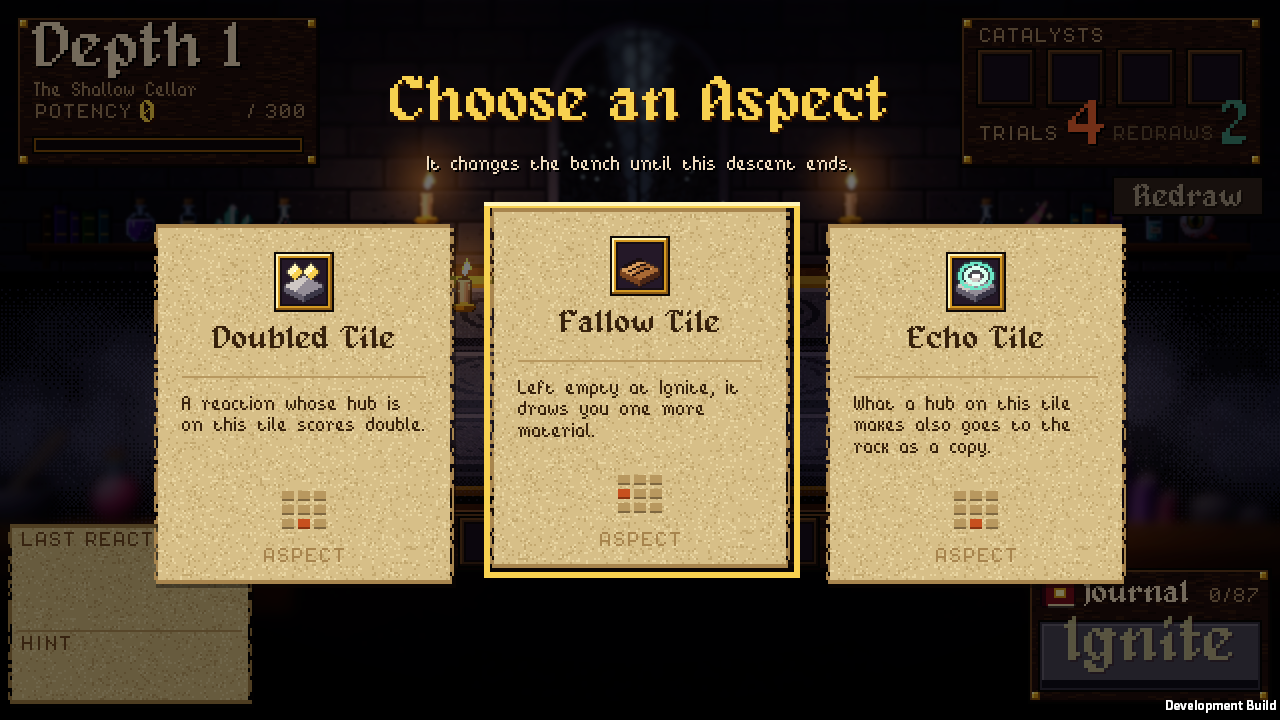 Depth 1
The Shallow Cellar
POTENCY 0 / 300
Choose an Aspect
It changes the bench until this descent ends.
CATALYSTS
TRIALS 4 REDRAWS 2
Redraw
Doubled Tile
A reaction whose hub is
on this tile scores double.
ASPECT
Fallow Tile
Left empty at Ignite, it
draws you one more
material.
ASPECT
Echo Tile
What a hub on this tile
makes also goes to the
rack as a copy.
ASPECT
LAST REACT
HINT
Journal 0/87
Ignite
Development Build